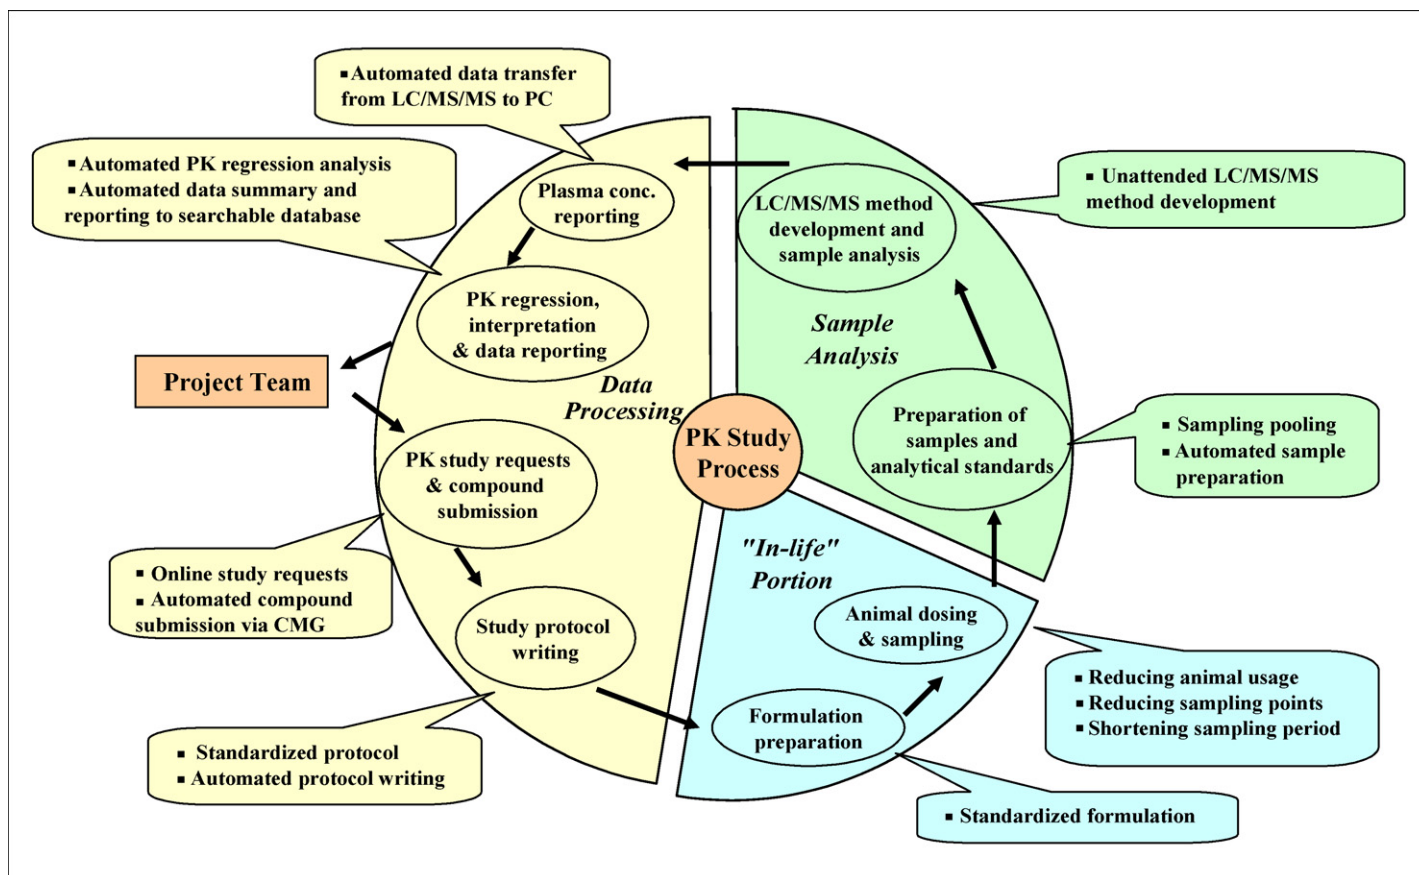 ▪ Automated data transfer
from LC/MS/MS to PC
▪ Automated PK regression analysis
▪ Automated data summary and
reporting to searchable database
Plasma conc.
reporting
PK regression,
interpretation
& data reporting
Project Team
Data
Processing
PK study requests
& compound
submission
▪ Online study requests
▪ Automated compound
submission via CMG
Study protocol
writing
▪ Standardized protocol
▪ Automated protocol writing
PK Study
Process
LC/MS/MS method
development and
sample analysis
▪ Unattended LC/MS/MS
method development
Sample
Analysis
Preparation of
samples and
analytical standards
▪ Sampling pooling
▪ Automated sample
preparation
"In-life"
Portion
Animal dosing
& sampling
▪ Reducing animal usage
▪ Reducing sampling points
▪ Shortening sampling period
Formulation
preparation
▪ Standardized formulation